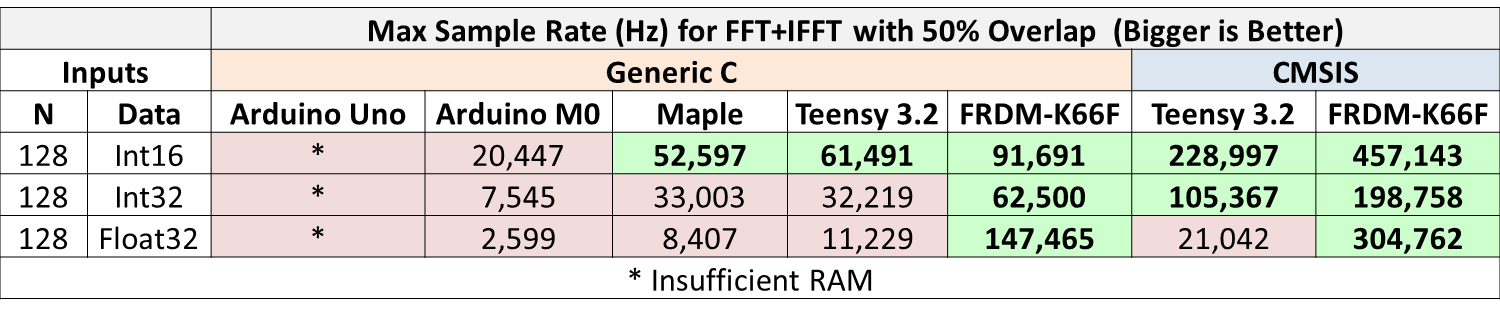 Max Sample Rate (Hz) for FFT+IFFT with 50% Overlap (Bigger is Better)
Inputs Generic C CMSIS
N Data Arduino Uno Arduino M0 Maple Teensy 3.2 FRDM-K66F Teensy 3.2 FRDM-K66F
128 Int16 * 20,447 52,597 61,491 91,691 228,997 457,143
128 Int32 * 7,545 33,003 32,219 62,500 105,367 198,758
128 Float32 * 2,599 8,407 11,229 147,465 21,042 304,762
* Insufficient RAM